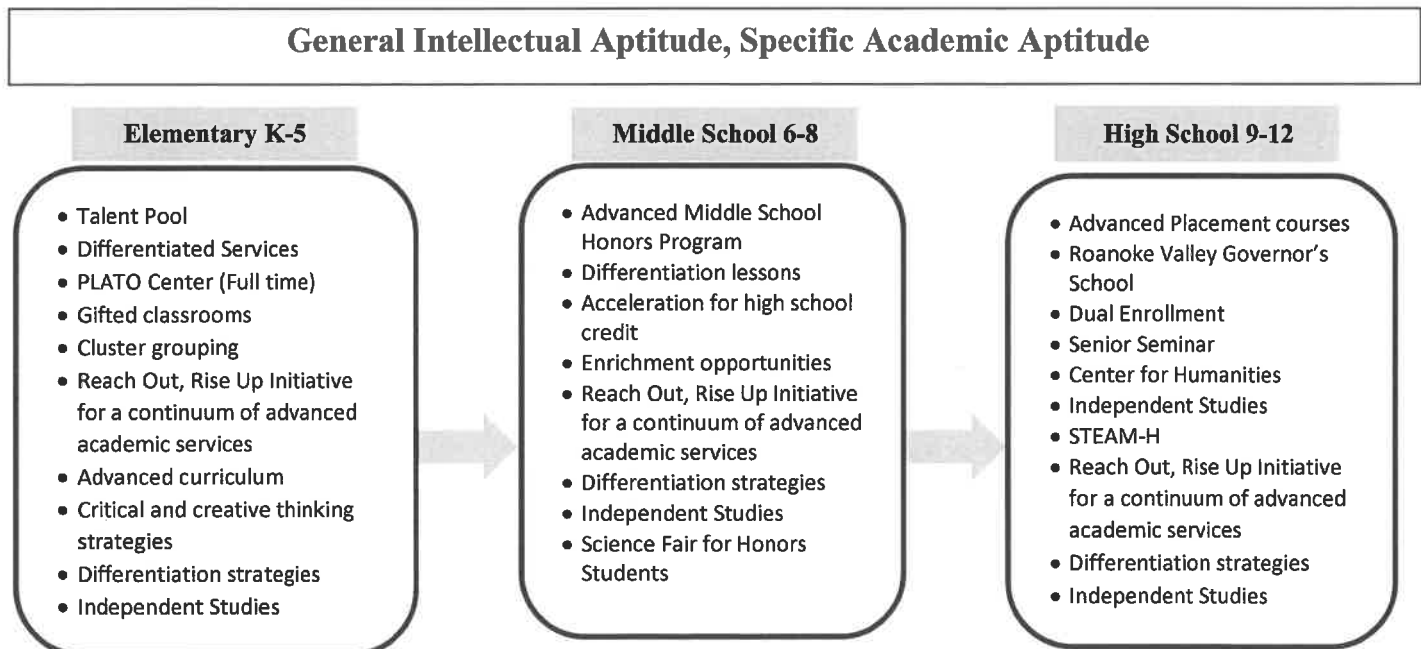 General Intellectual Aptitude, Specific Academic Aptitude
Elementary K-5
• Talent Pool
• Differentiated Services
• PLATO Center (Full time)
• Gifted classrooms
• Cluster grouping
• Reach Out, Rise Up Initiative
for a continuum of advanced
academic services
• Advanced curriculum
• Critical and creative thinking
strategies
• Differentiation strategies
• Independent Studies
Middle School 6-8
• Advanced Middle School
Honors Program
• Differentiation lessons
• Acceleration for high school
credit
• Enrichment opportunities
• Reach Out, Rise Up Initiative
for a continuum of advanced
academic services
• Differentiation strategies
• Independent Studies
• Science Fair for Honors
Students
High School 9-12
• Advanced Placement courses
• Roanoke Valley Governor's
School
• Dual Enrollment
• Senior Seminar
• Center for Humanities
• Independent Studies
• STEAM-H
• Reach Out, Rise Up Initiative
for a continuum of advanced
academic services
• Differentiation strategies
• Independent Studies